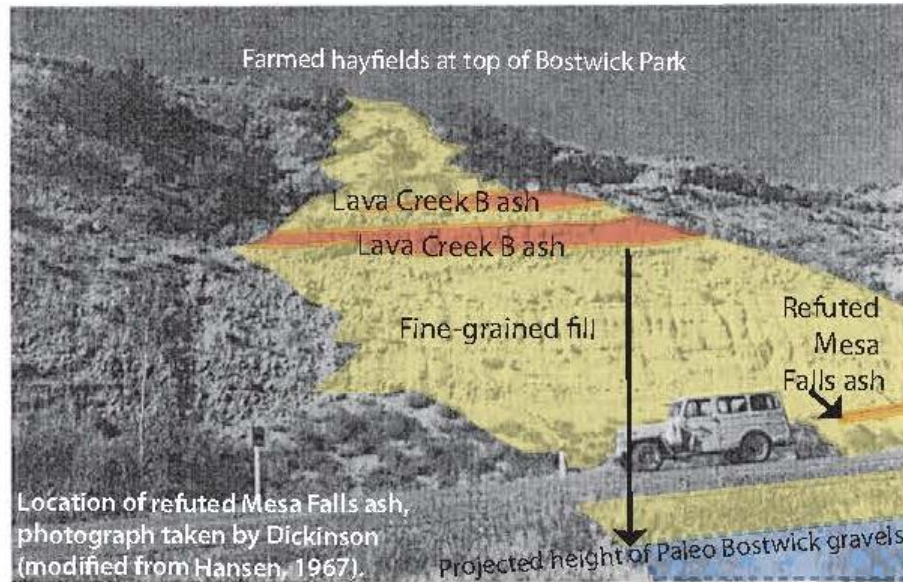 Farmed hayfields at top of Bostwick Park
Lava Creek B ash
Lava Creek B ash
Fine-grained fill
Refuted
Mesa
Falls ash
Location of refuted Mesa Falls ash,
photograph taken by Dickinson
(modified from Hansen, 1967).
Projected height of Paleo Bostwick gravels